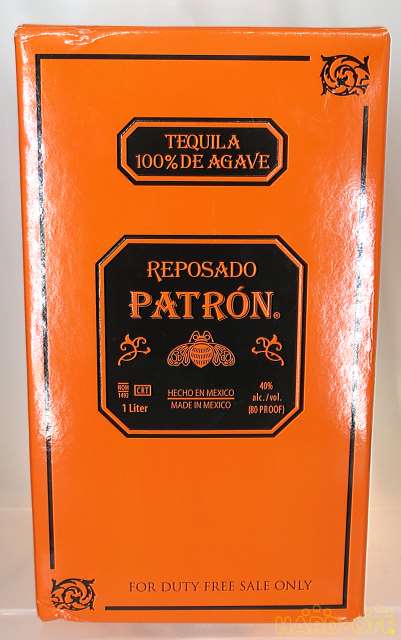 TEQUILA
100% DE AGAVE
REPOSADO
PATRÓN®
NOM
1492
CRT
1 Liter
HECHO EN MEXICO
MADE IN MEXICO
40%
alc./vol.
(80 PROOF)
FOR DUTY FREE SALE ONLY